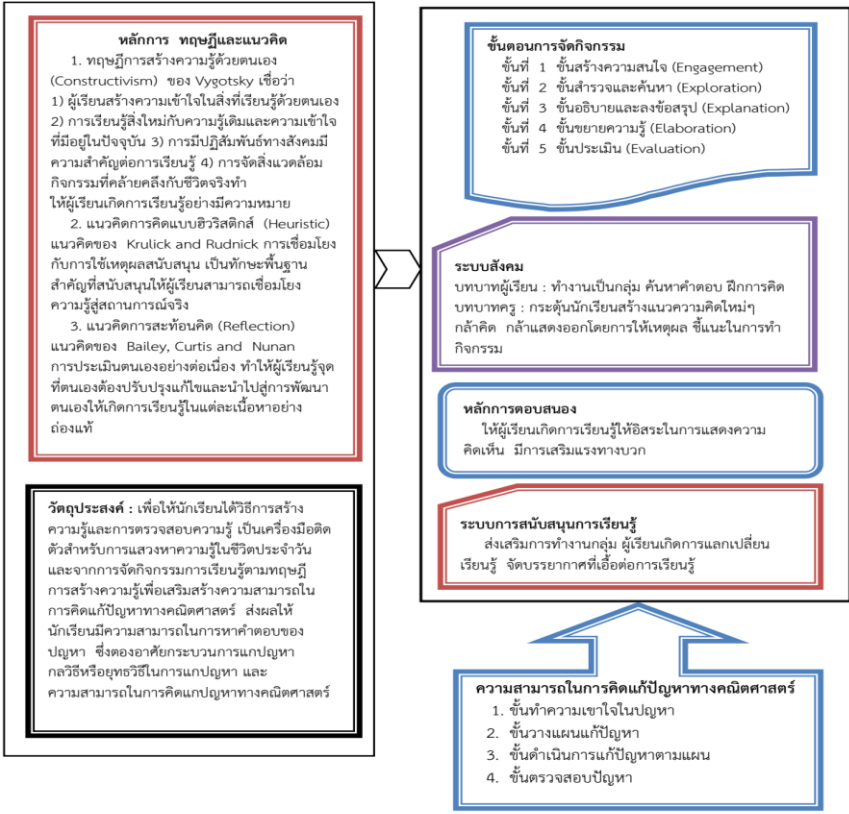 หลักการ ทฤษฎีและแนวคิด
1. ทฤษฎีการสร้างความรู้ด้วยตนเอง
(Constructivism) ของ Vygotsky เชื่อว่า
1) ผู้เรียนสร้างความเข้าใจในสิ่งที่เรียนรู้ด้วยตนเอง
2) การเรียนรู้สิ่งใหม่กับความรู้เดิมและความเข้าใจ
ที่มีอยู่ในปัจจุบัน 3) การมีปฏิสัมพันธ์ทางสังคมมี
ความสำคัญต่อการเรียนรู้ 4) การจัดสิ่งแวดล้อม
กิจกรรมที่คล้ายคลึงกับชีวิตจริงทำ
ให้ผู้เรียนเกิดการเรียนรู้อย่างมีความหมาย
2. แนวคิดการคิดแบบฮิวริสติกส์ (Heuristic)
แนวคิดของ Krulick and Rudnick การเชื่อมโยง
กับการใช้เหตุผลสนับสนุน เป็นทักษะพื้นฐาน
สำคัญที่สนับสนุนให้ผู้เรียนสามารถเชื่อมโยง
ความรู้สู่สถานการณ์จริง
3. แนวคิดการสะท้อนคิด (Reflection)
แนวคิดของ Bailey, Curtis and Nunan
การประเมินตนเองอย่างต่อเนื่อง ทำให้ผู้เรียนรู้จุด
ที่ตนเองต้องปรับปรุงแก้ไขและนำไปสู่การพัฒนา
ตนเองให้เกิดการเรียนรู้ในแต่ละเนื้อหาอย่าง
ถ่องแท้
วัตถุประสงค์ : เพื่อให้นักเรียนได้วิธีการสร้าง
ความรู้และการตรวจสอบความรู้ เป็นเครื่องมือติด
ตัวสำหรับการแสวงหาความรู้ในชีวิตประจำวัน
และจากการจัดกิจกรรมการเรียนรู้ตามทฤษฎี
การสร้างความรู้เพื่อเสริมสร้างความสามารถใน
การคิดแก้ปัญหาทางคณิตศาสตร์ ส่งผลให้
นักเรียนมีความสามารถในการหาคำตอบของ
ปญหา ซึ่งตองอาศัยกระบวนการแกปญหา
กลวิธีหรือยุทธวิธีในการแกปญหา และ
ความสามารถในการคิดแกปญหาทางคณิตศาสตร์
ขั้นตอนการจัดกิจกรรม
ขั้นที่ 1 ขั้นสร้างความสนใจ (Engagement)
ขั้นที่ 2 ขั้นสำรวจและค้นหา (Exploration)
ขั้นที่ 3 ขั้นอธิบายและลงข้อสรุป (Explanation)
ขั้นที่ 4 ขั้นขยายความรู้ (Elaboration)
ขั้นที่ 5 ขั้นประเมิน (Evaluation)
ระบบสังคม
บทบาทผู้เรียน : ทำงานเป็นกลุ่ม ค้นหาคำตอบ ฝึกการคิด
บทบาทครู : กระตุ้นนักเรียนสร้างแนวความคิดใหม่ๆ
กล้าคิด กล้าแสดงออกโดยการให้เหตุผล ชี้แนะในการทำ
กิจกรรม
หลักการตอบสนอง
ให้ผู้เรียนเกิดการเรียนรู้ให้อิสระในการแสดงความ
คิดเห็น มีการเสริมแรงทางบวก
ระบบการสนับสนุนการเรียนรู้
ส่งเสริมการทำงานกลุ่ม ผู้เรียนเกิดการแลกเปลี่ยน
เรียนรู้ จัดบรรยากาศที่เอื้อต่อการเรียนรู้
ความสามารถในการคิดแก้ปัญหาทางคณิตศาสตร์
1. ขั้นทำความเขาใจในปญหา
2. ขั้นวางแผนแก้ปัญหา
3. ขั้นดำเนินการแก้ปัญหาตามแผน
4. ขั้นตรวจสอบปัญหา